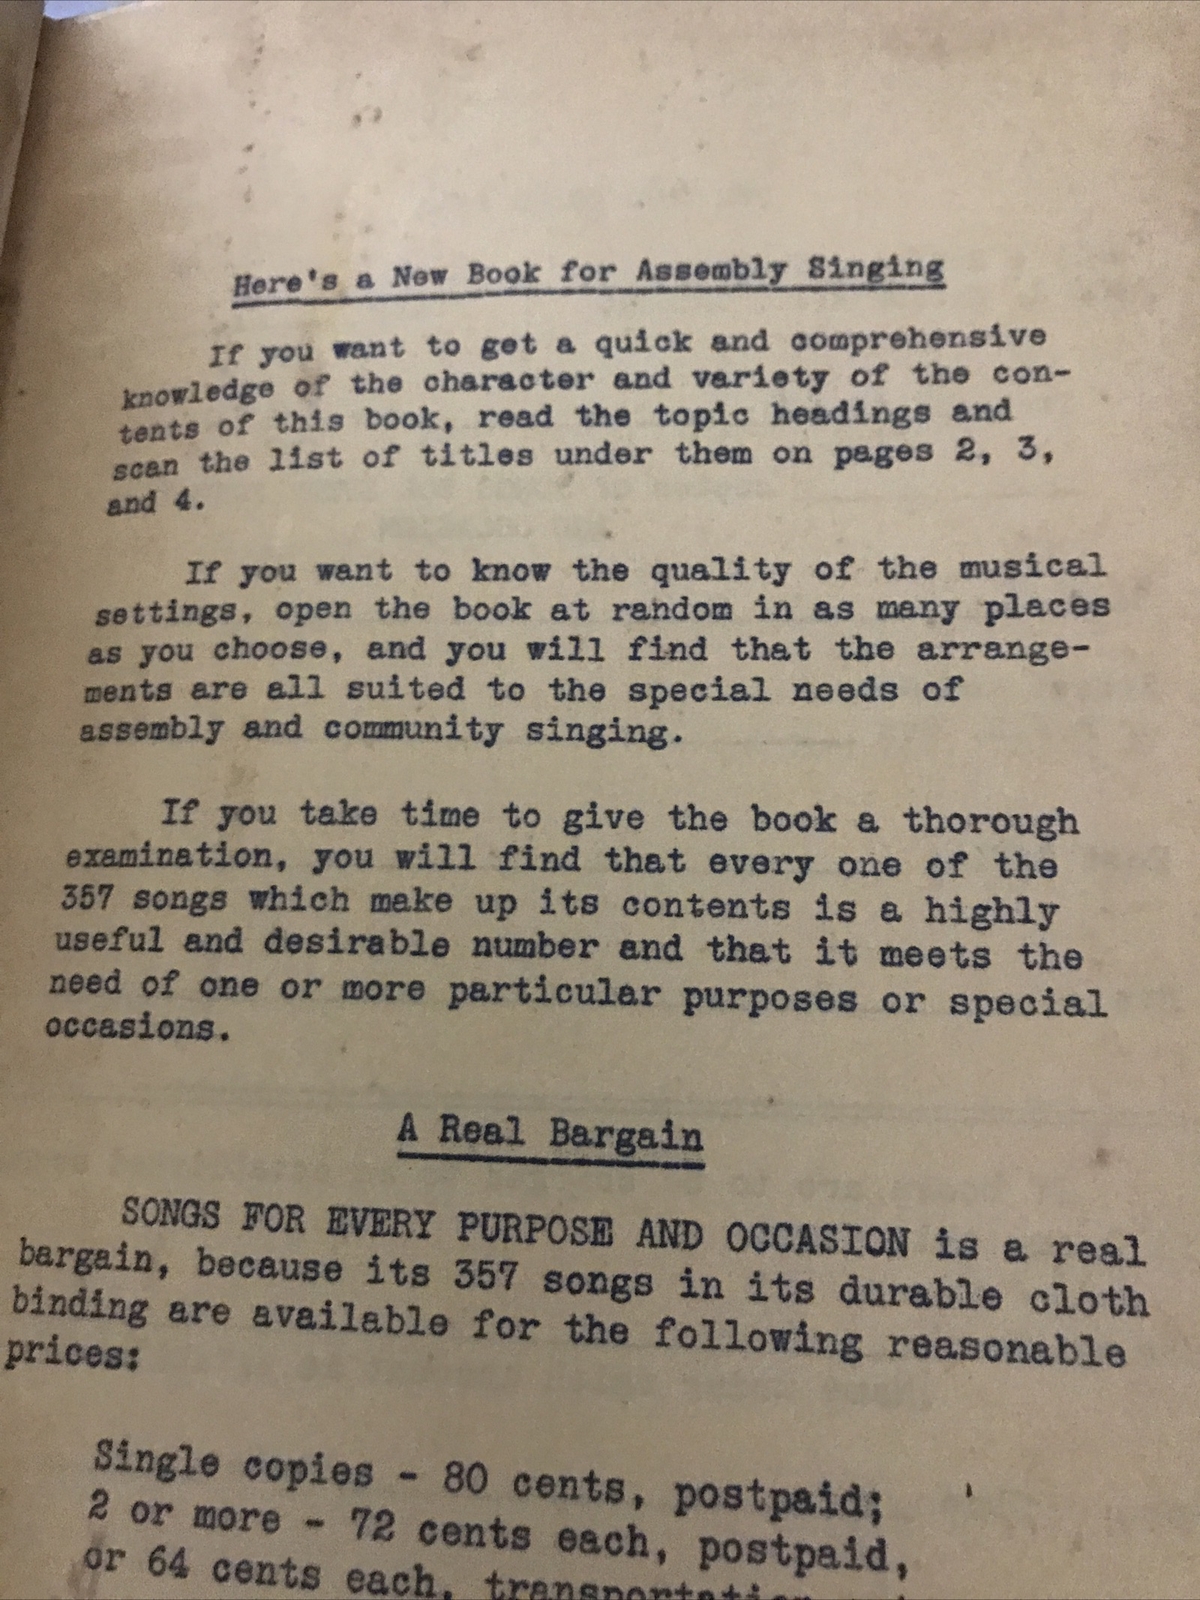 Here's a New Book for Assembly Singing
If you want to get a quick and comprehensive
knowledge of the character and variety of the con-
tents of this book, read the topic headings and
scan the list of titles under them on pages 2, 3,
and 4.
If you want to know the quality of the musical
settings, open the book at random in as many places
as you choose, and you will find that the arrange-
ments are all suited to the special needs of
assembly and community singing.
If you take time to give the book a thorough
examination, you will find that every one of the
357 songs which make up its contents is a highly
useful and desirable number and that it meets the
need of one or more particular purposes or special
occasions.
A Real Bargain
SONGS FOR EVERY PURPOSE AND OCCASION is a real
bargain, because its 357 songs in its durable cloth
binding are available for the following reasonable
prices:
Single copies - 80 cents, postpaid;
2 or more - 72 cents each, postpaid,
or 64 cents each, transportation